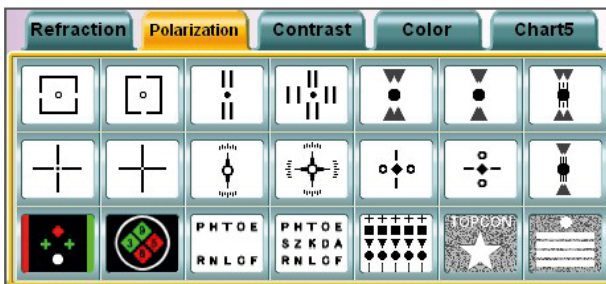 Refraction Polarization Contrast Color Chart5
PHTOE
RNLCF
PHTOE
SZKDA
RNLCF
TOPCON